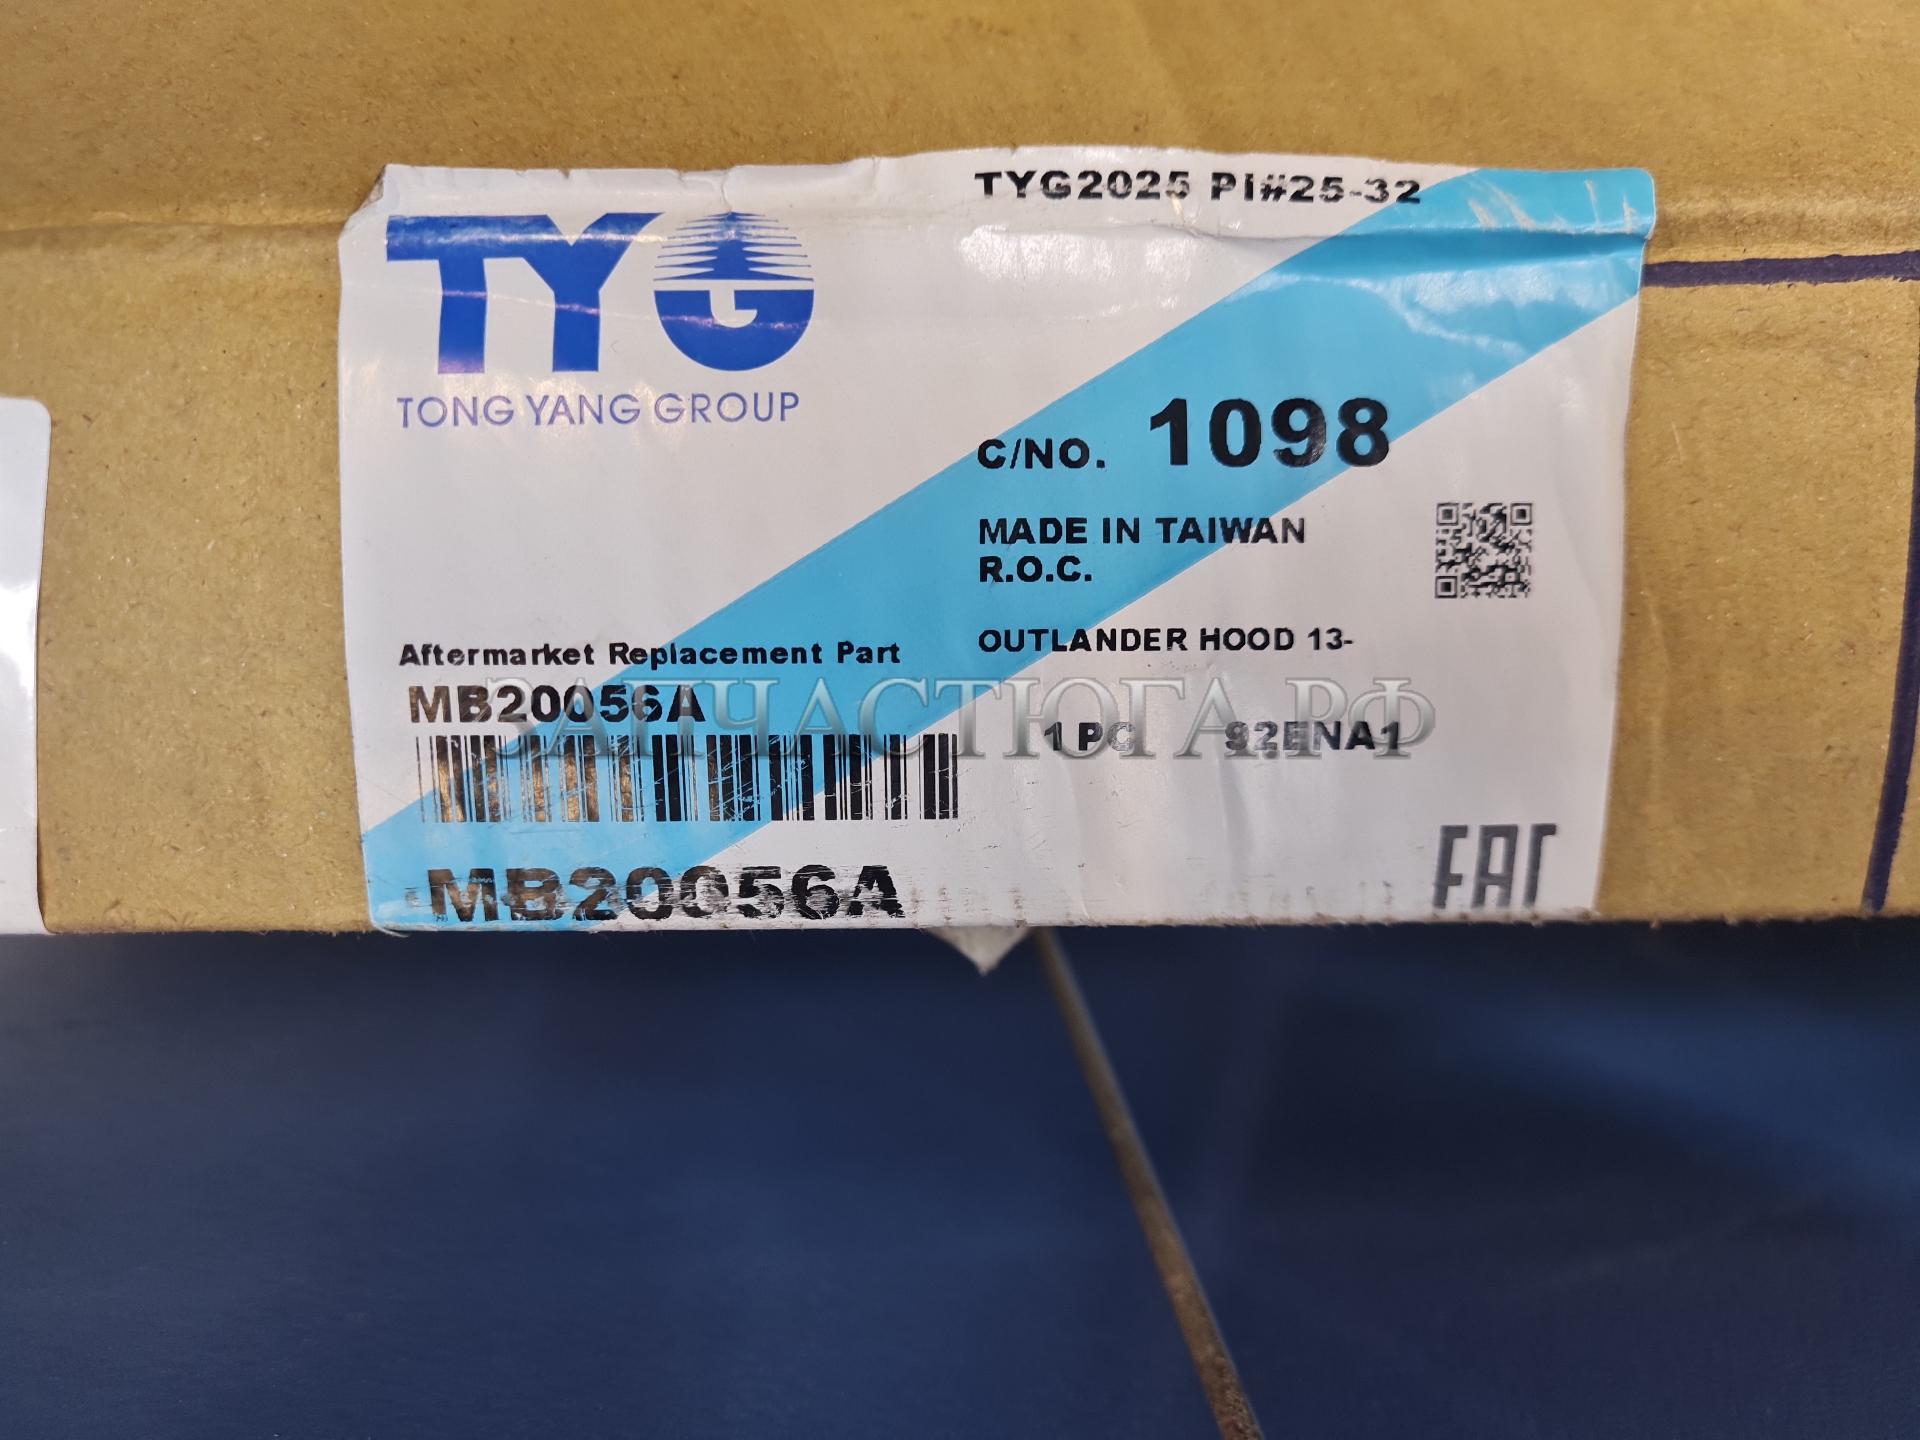 TYG2025 PI#25-32
TYG
TONG YANG GROUP
C/NO. 1098
MADE IN TAIWAN
R.O.C.
OUTLANDER HOOD 13-
Aftermarket Replacement Part
MB20056A
ЗАПЧАСТЮГА.РФ
1 PC 92ENA1
MB20056A
EAC